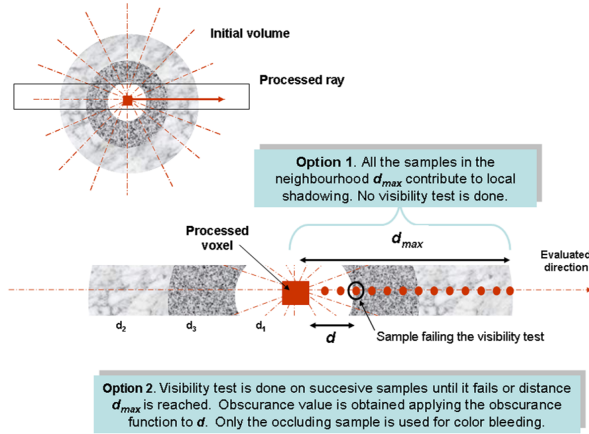 Initial volume
Processed ray
Option 1. All the samples in the
neighbourhood dmax contribute to local
shadowing. No visibility test is done.
Processed
voxel
dmax
Evaluated
direction
d2
d3
d1
d
Sample failing the visibility test
Option 2. Visibility test is done on succesive samples until it fails or distance
dmax is reached. Obscurance value is obtained applying the obscurance
function to d. Only the occluding sample is used for color bleeding.